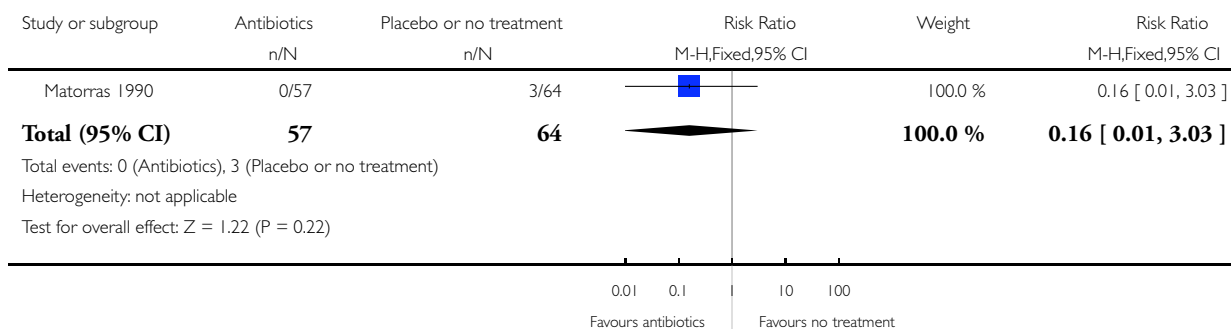 Study or subgroup Antibiotics Placebo or no treatment Risk Ratio Weight Risk Ratio
n/N n/N M-H,Fixed,95% CI M-H,Fixed,95% CI
Matorras 1990 0/57 3/64 100.0 % 0.16 [ 0.01, 3.03 ]
Total (95% CI) 57 64 100.0 % 0.16 [ 0.01, 3.03 ]
Total events: 0 (Antibiotics), 3 (Placebo or no treatment)
Heterogeneity: not applicable
Test for overall effect: Z = 1.22 (P = 0.22)
0.01 0.1 1 10 100
Favours antibiotics Favours no treatment